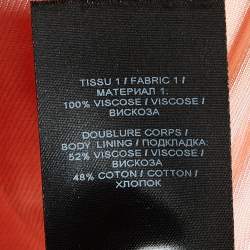 TISSU 1 / FABRIC 1 /
МАТЕРИАЛ 1:
100% VISCOSE / VISCOSE /
ВИСКОЗА
DOUBLURE CORPS /
BODY LINING / ПОДКЛАДКА:
52% VISCOSE / VISCOSE /
ВИСКОЗА
48% COTON / COTTON /
ХЛОПОК